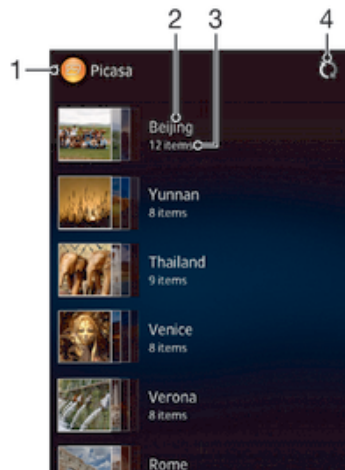 2 3 4
1 Picasa
Beijing
12 items
Yunnan
8 items
Thailand
9 items
Venice
8 items
Verona
8 items
Rome